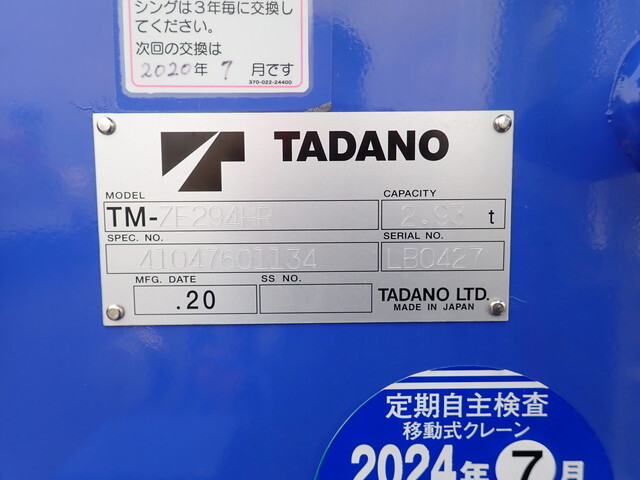 シングは３年毎に交換し
てください。
次回の交換は
2020年 7 月です
370-022-24400
TADANO
MODEL
CAPACITY
TM-ZE294HR
2.93 t
SPEC. NO.
SERIAL NO.
41047601134
LB0427
MFG. DATE
SS NO.
.20
TADANO LTD.
MADE IN JAPAN
定期自主検査
移動式クレーン
2024年 7 月